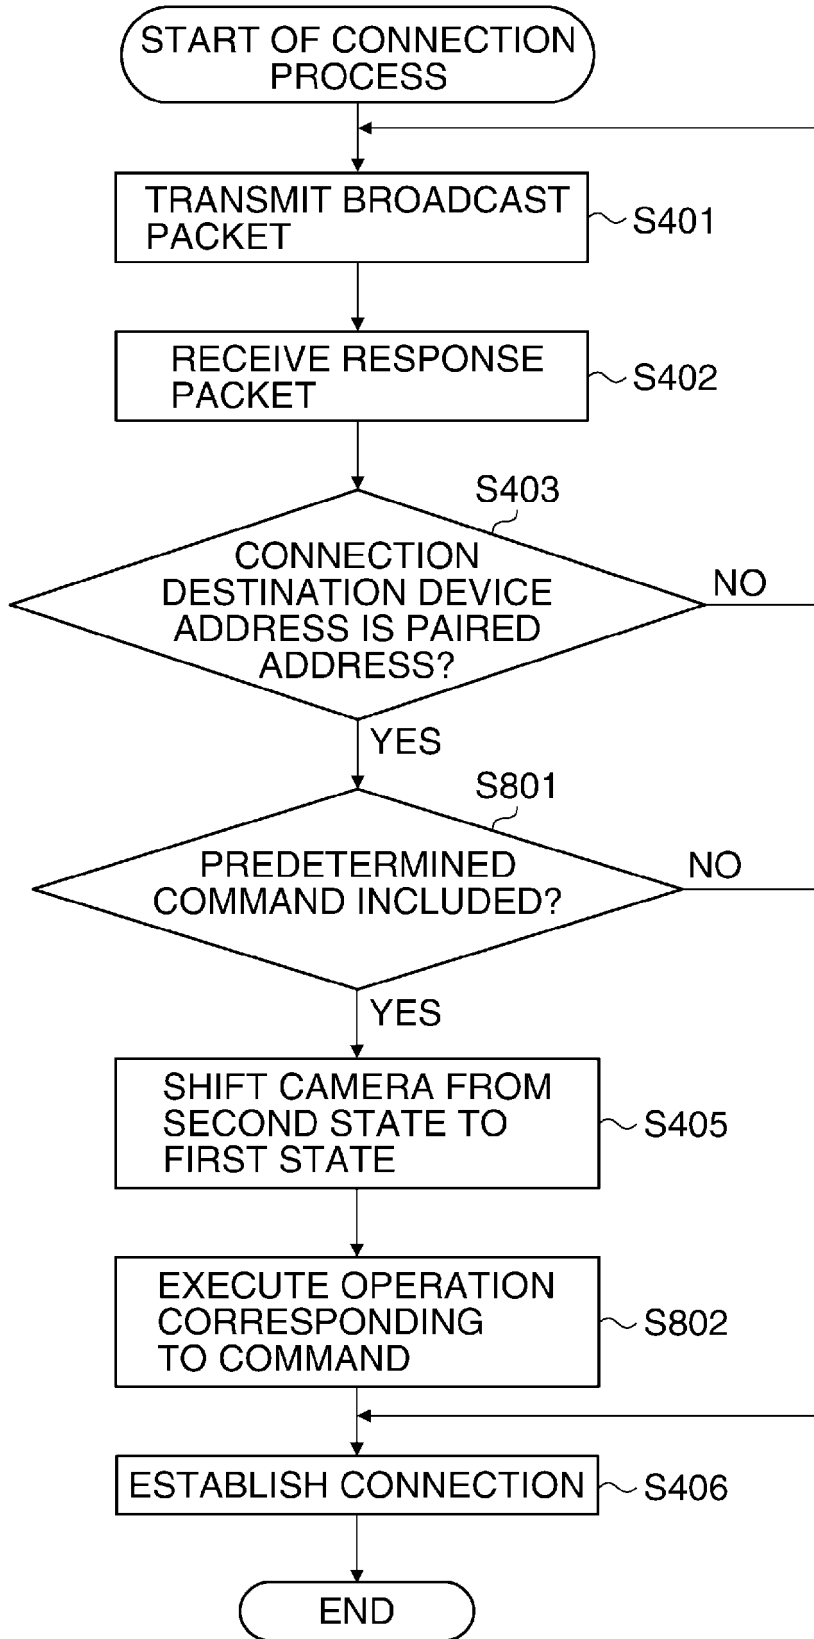 START OF CONNECTION
PROCESS
TRANSMIT BROADCAST
PACKET
S401
RECEIVE RESPONSE
PACKET
S402
S403
CONNECTION
DESTINATION DEVICE
ADDRESS IS PAIRED
ADDRESS?
NO
YES
S801
PREDETERMINED
COMMAND INCLUDED?
NO
YES
SHIFT CAMERA FROM
SECOND STATE TO
FIRST STATE
S405
EXECUTE OPERATION
CORRESPONDING
TO COMMAND
S802
ESTABLISH CONNECTION
S406
END